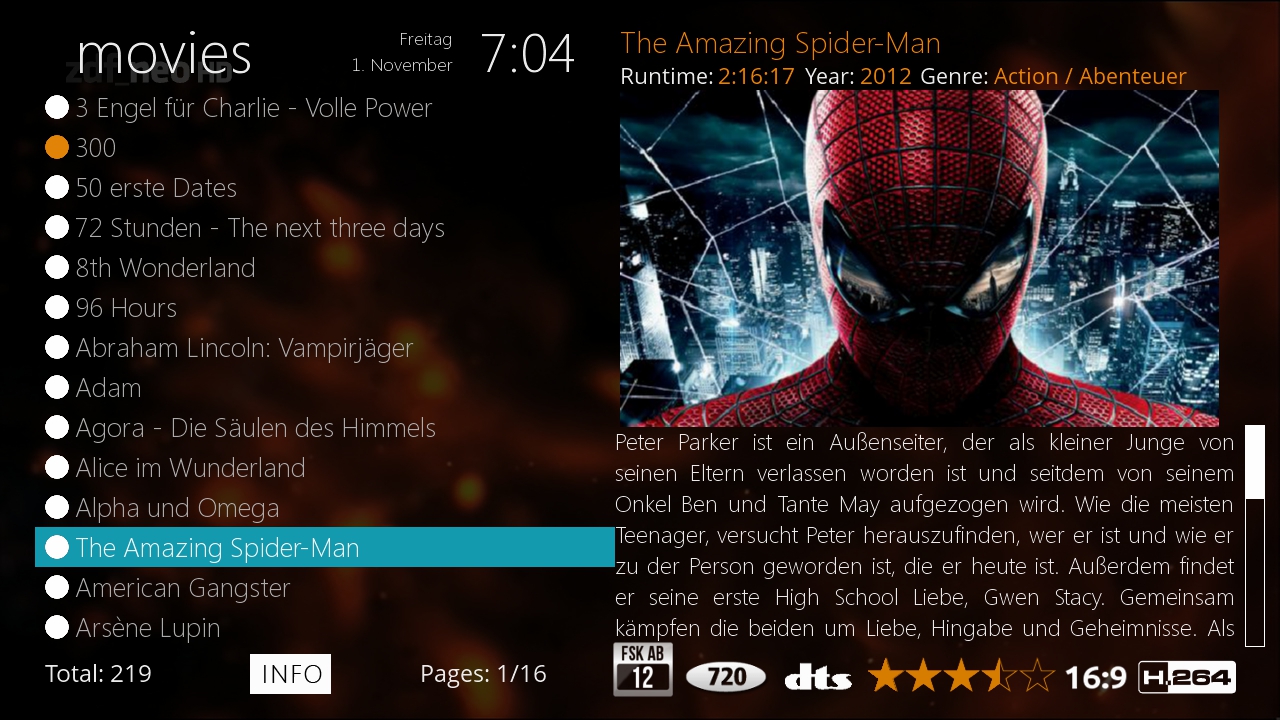 movies
Freitag
1. November
7:04
zdf_neo HD
3 Engel für Charlie - Volle Power
300
50 erste Dates
72 Stunden - The next three days
8th Wonderland
96 Hours
Abraham Lincoln: Vampirjäger
Adam
Agora - Die Säulen des Himmels
Alice im Wunderland
Alpha und Omega
The Amazing Spider-Man
American Gangster
Arsène Lupin
Total: 219
INFO
Pages: 1/16
The Amazing Spider-Man
Runtime: 2:16:17 Year: 2012 Genre: Action / Abenteuer
Peter Parker ist ein Außenseiter, der als kleiner Junge von
seinen Eltern verlassen worden ist und seitdem von seinem
Onkel Ben und Tante May aufgezogen wird. Wie die meisten
Teenager, versucht Peter herauszufinden, wer er ist und wie er
zu der Person geworden ist, die er heute ist. Außerdem findet
er seine erste High School Liebe, Gwen Stacy. Gemeinsam
kämpfen die beiden um Liebe, Hingabe und Geheimnisse. Als
FSK AB
12
720
dts
16:9
H.264